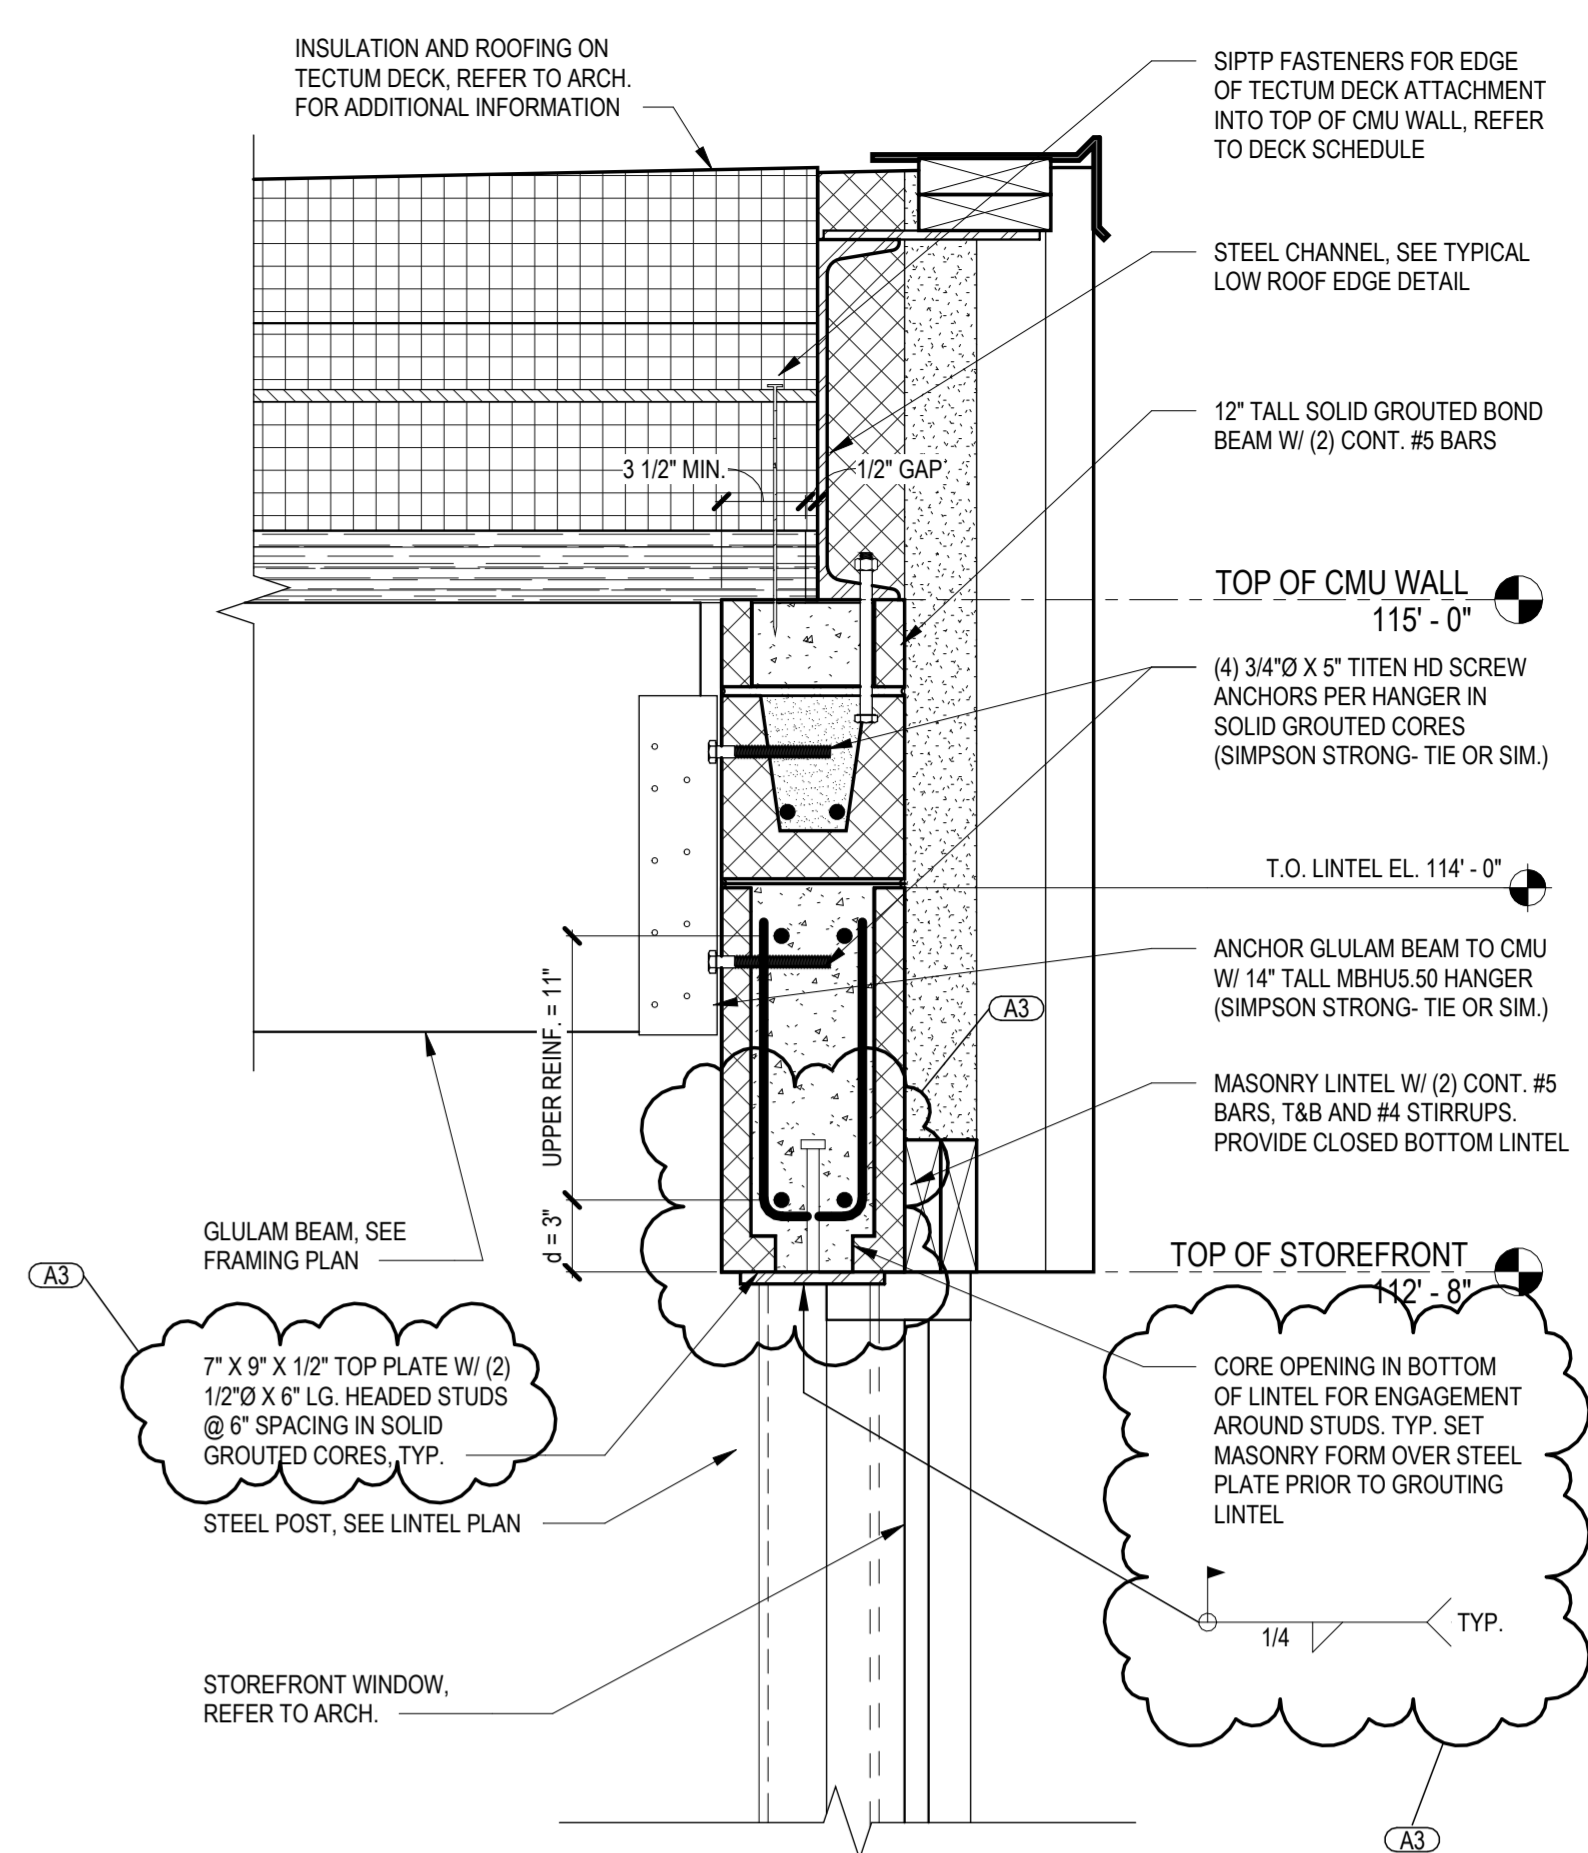 INSULATION AND ROOFING ON
TECTUM DECK, REFER TO ARCH.
FOR ADDITIONAL INFORMATION
SIPTP FASTENERS FOR EDGE
OF TECTUM DECK ATTACHMENT
INTO TOP OF CMU WALL, REFER
TO DECK SCHEDULE
STEEL CHANNEL, SEE TYPICAL
LOW ROOF EDGE DETAIL
12" TALL SOLID GROUTED BOND
BEAM W/ (2) CONT. #5 BARS
3 1/2" MIN.
1/2" GAP
TOP OF CMU WALL
115' - 0"
(4) 3/4"Ø X 5" TITEN HD SCREW
ANCHORS PER HANGER IN
SOLID GROUTED CORES
(SIMPSON STRONG- TIE OR SIM.)
T.O. LINTEL EL. 114' - 0"
ANCHOR GLULAM BEAM TO CMU
W/ 14" TALL MBHU5.50 HANGER
(SIMPSON STRONG- TIE OR SIM.)
A3
UPPER REINF. = 11"
d = 3"
MASONRY LINTEL W/ (2) CONT. #5
BARS, T&B AND #4 STIRRUPS.
PROVIDE CLOSED BOTTOM LINTEL
GLULAM BEAM, SEE
FRAMING PLAN
A3
TOP OF STOREFRONT
112' - 8"
7" X 9" X 1/2" TOP PLATE W/ (2)
1/2"Ø X 6" LG. HEADED STUDS
@ 6" SPACING IN SOLID
GROUTED CORES, TYP.
CORE OPENING IN BOTTOM
OF LINTEL FOR ENGAGEMENT
AROUND STUDS. TYP. SET
MASONRY FORM OVER STEEL
PLATE PRIOR TO GROUTING
LINTEL
STEEL POST, SEE LINTEL PLAN
1/4
TYP.
STOREFRONT WINDOW,
REFER TO ARCH.
A3